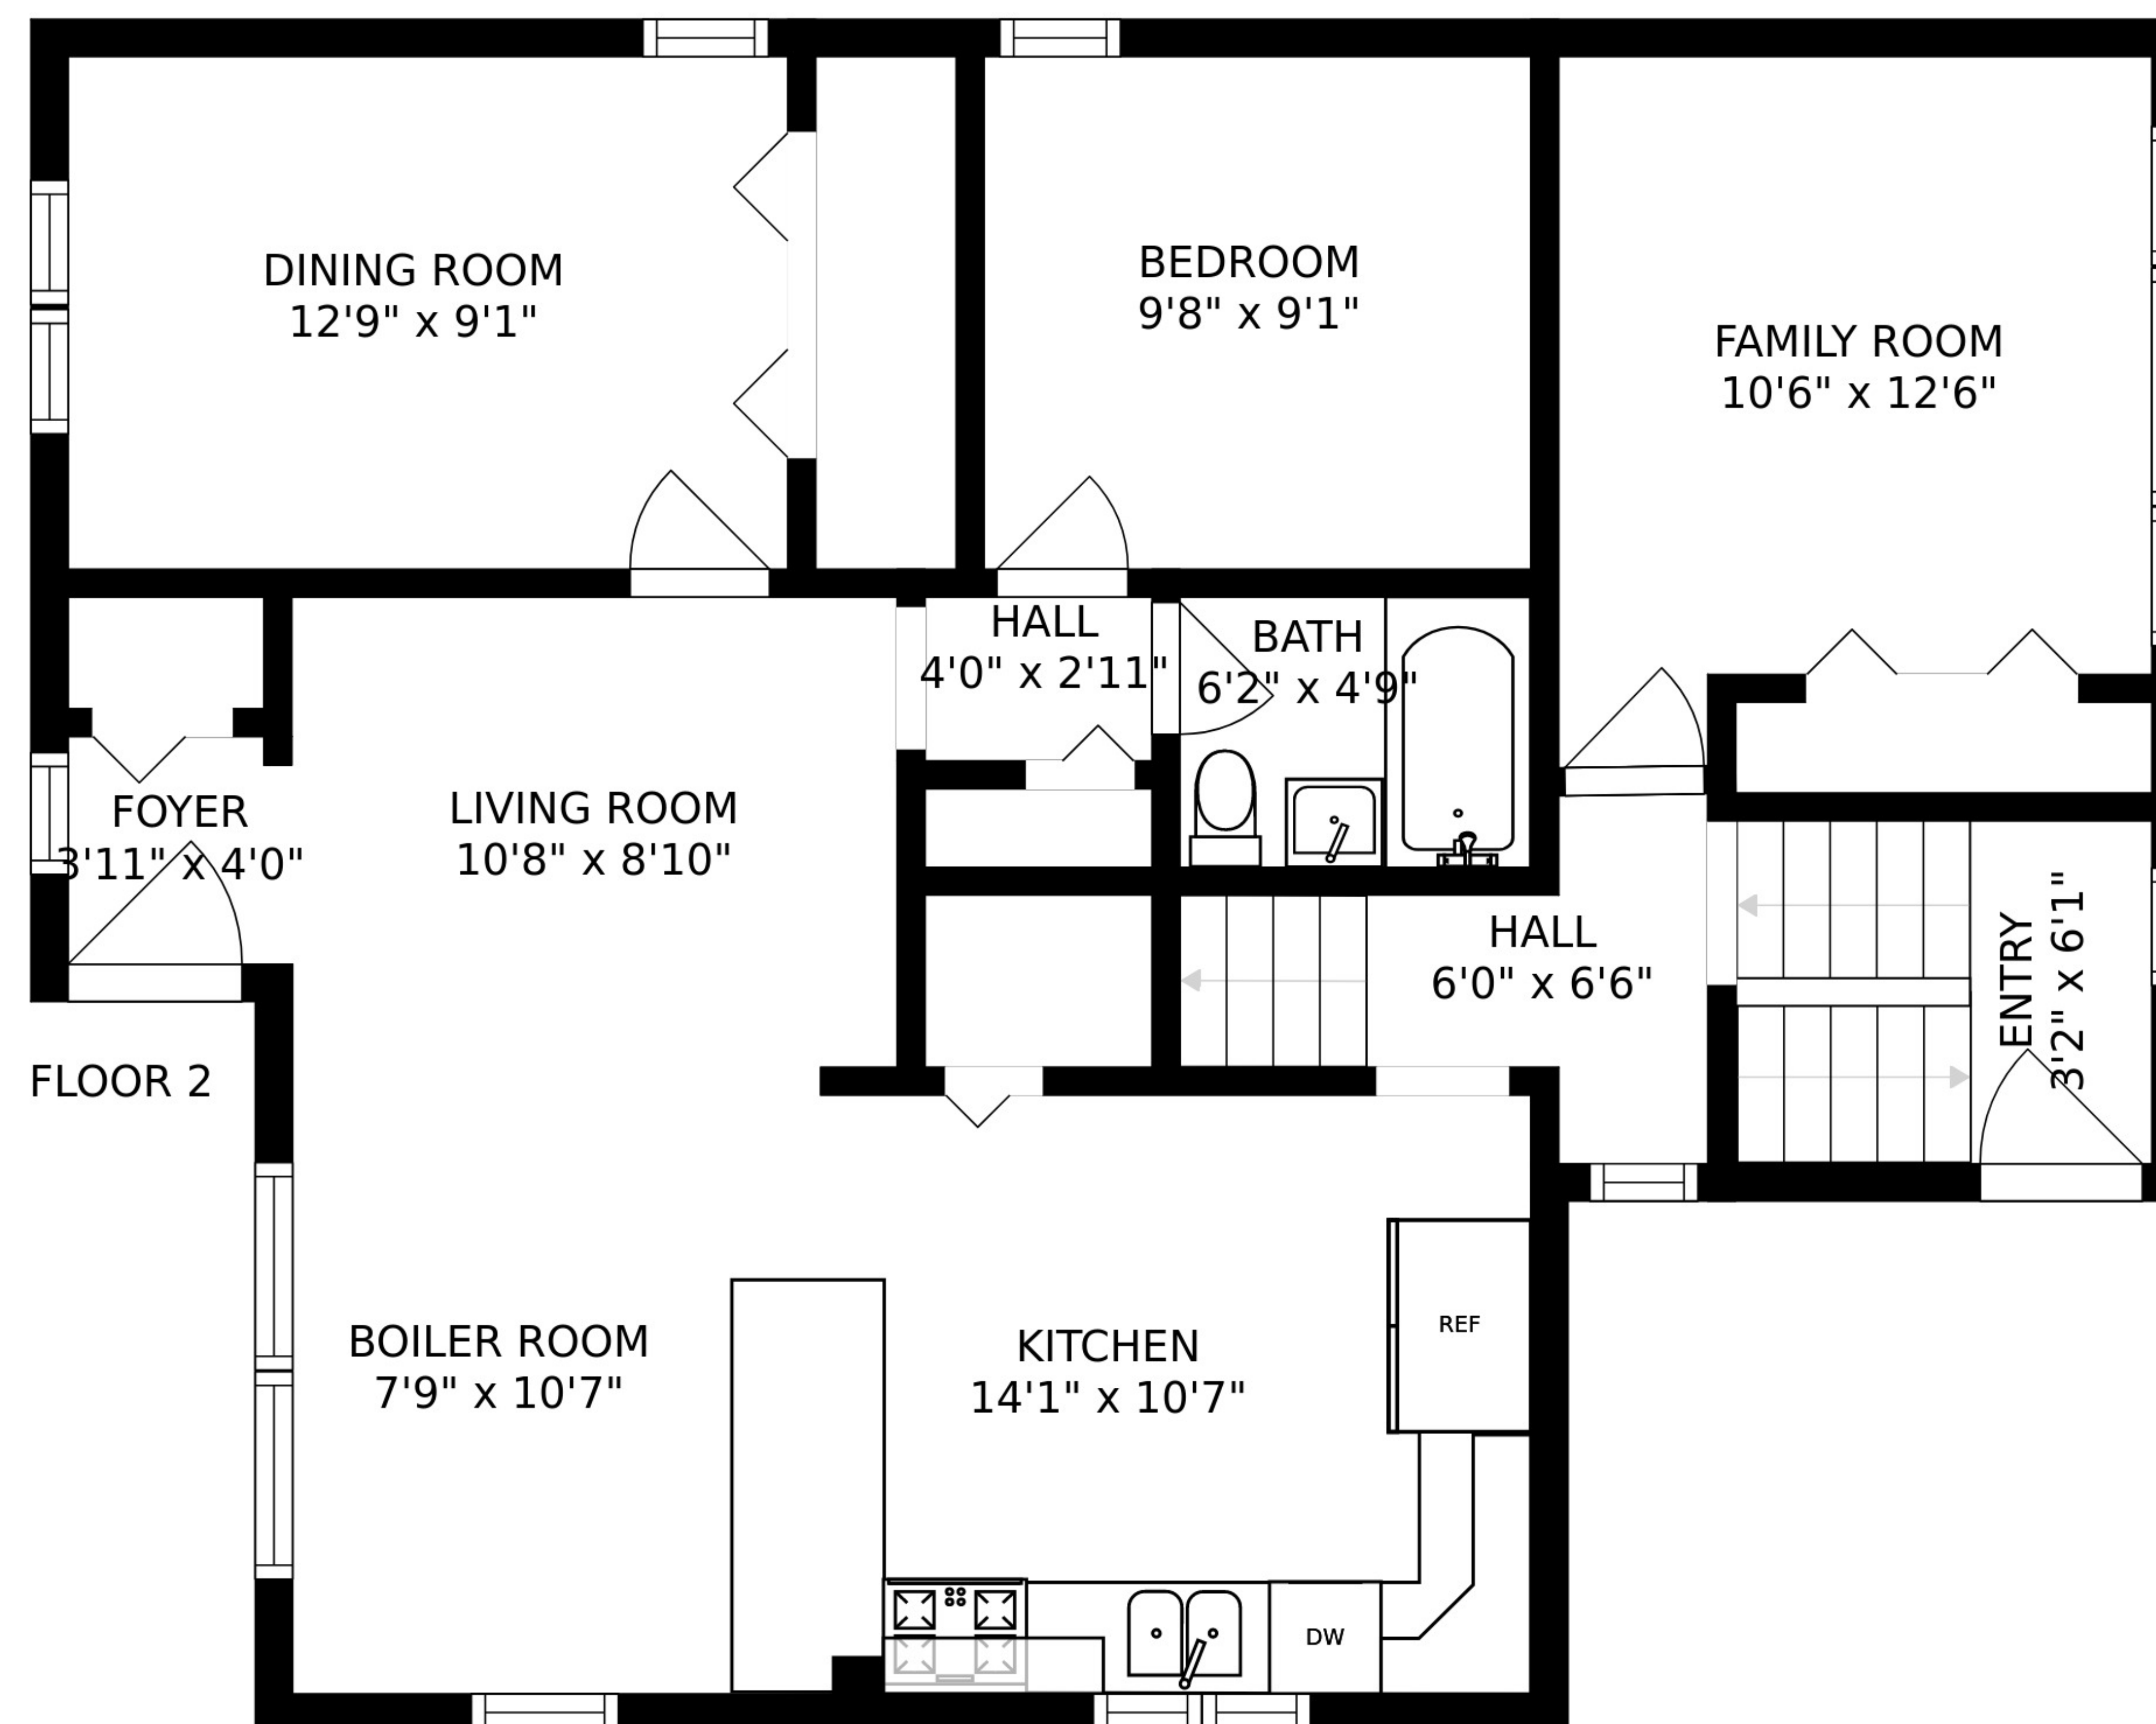 DINING ROOM
12'9" x 9'1"
BEDROOM
9'8" x 9'1"
FAMILY ROOM
10'6" x 12'6"
HALL
4'0" x 2'11"
BATH
6'2" x 4'9"
FOYER
3'11" x 4'0"
LIVING ROOM
10'8" x 8'10"
HALL
6'0" x 6'6"
ENTRY
3'2" x 6'1"
FLOOR 2
BOILER ROOM
7'9" x 10'7"
KITCHEN
14'1" x 10'7"
REF
DW